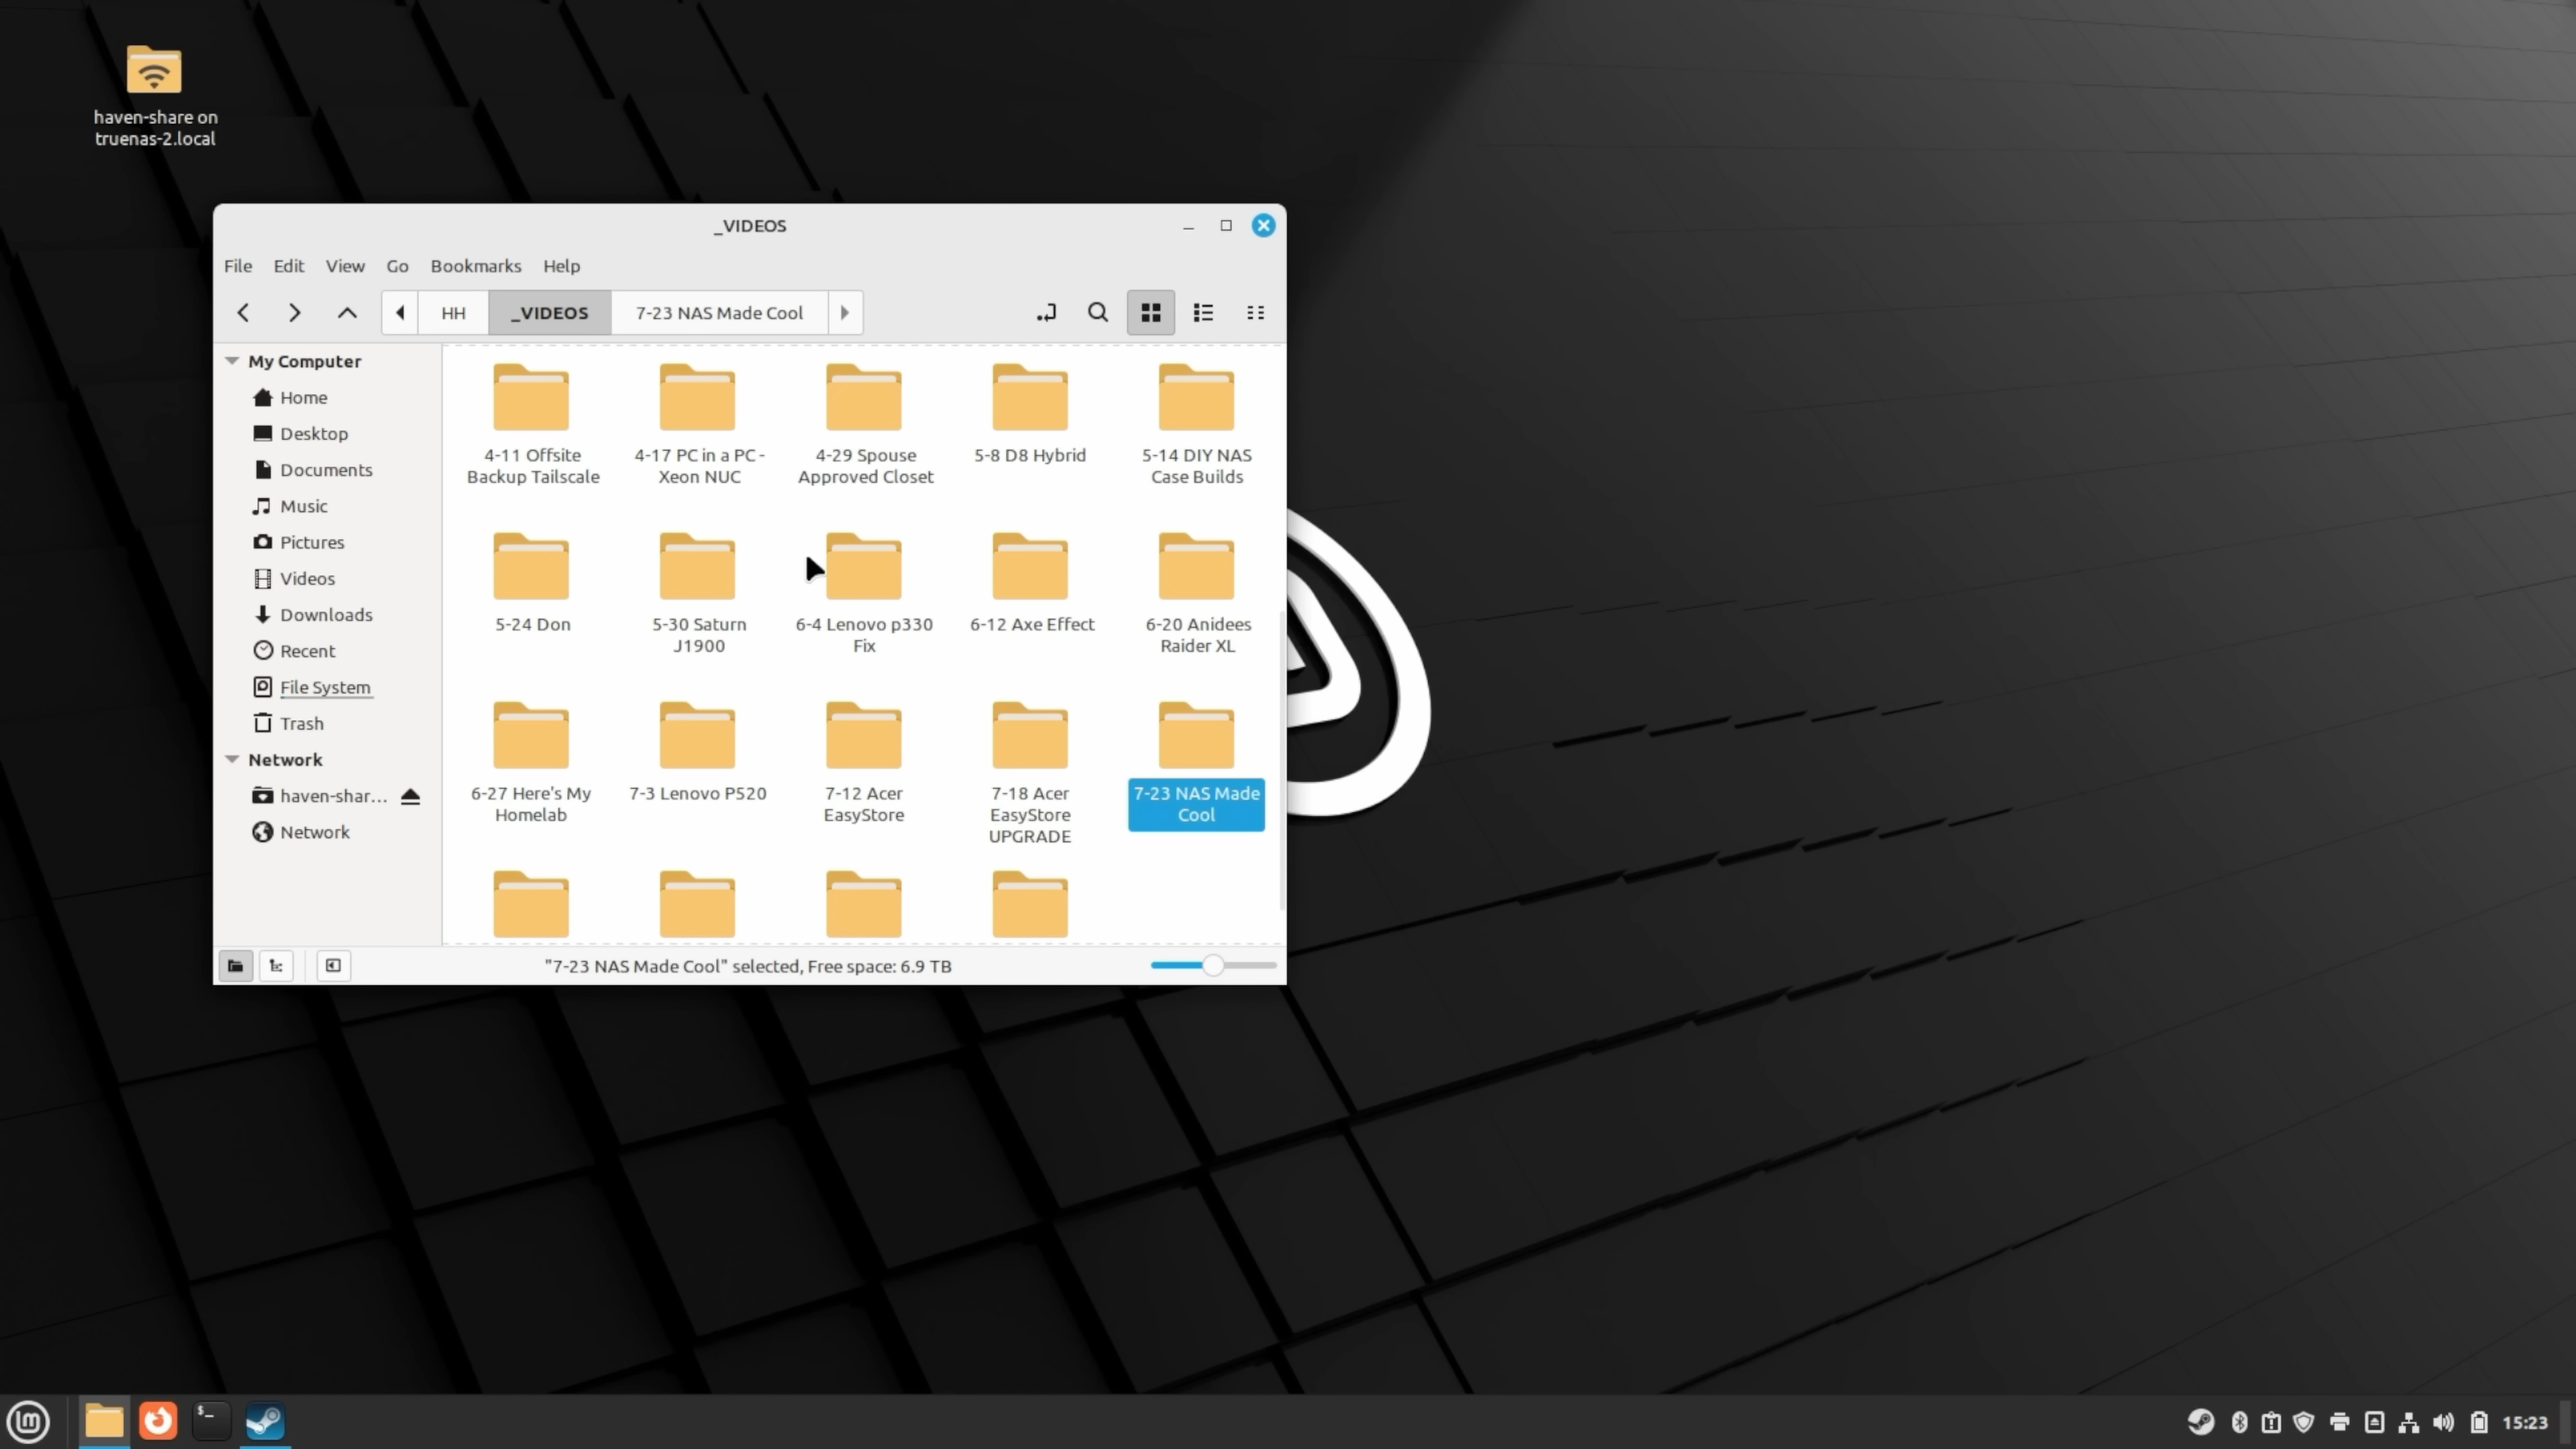 haven-share on
truenas-2.local
_VIDEOS
File Edit View Go Bookmarks Help
HH _VIDEOS 7-23 NAS Made Cool
My Computer
Home
Desktop
Documents
Music
Pictures
Videos
Downloads
Recent
File System
Trash
Network
haven-shar...
Network
4-11 Offsite
Backup Tailscale
4-17 PC in a PC -
Xeon NUC
4-29 Spouse
Approved Closet
5-8 D8 Hybrid
5-14 DIY NAS
Case Builds
5-24 Don
5-30 Saturn
J1900
6-4 Lenovo p330
Fix
6-12 Axe Effect
6-20 Anidees
Raider XL
6-27 Here's My
Homelab
7-3 Lenovo P520
7-12 Acer
EasyStore
7-18 Acer
EasyStore
UPGRADE
7-23 NAS Made
Cool
"7-23 NAS Made Cool" selected, Free space: 6.9 TB
$_
15:23